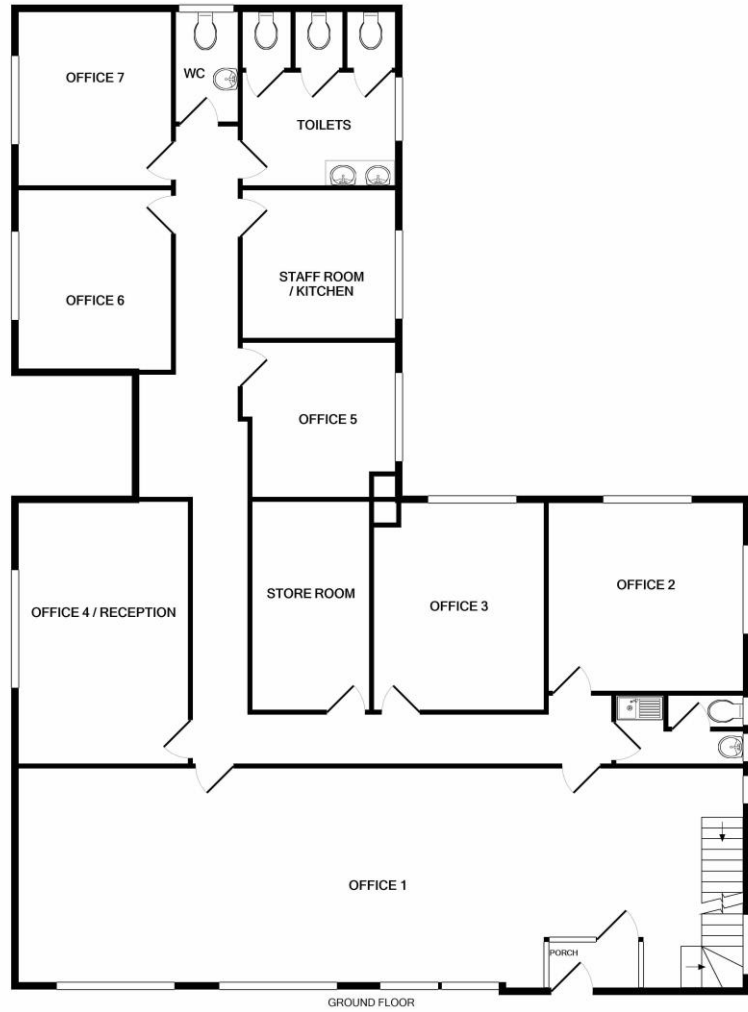 OFFICE 7
WC
TOILETS
STAFF ROOM
/ KITCHEN
OFFICE 6
OFFICE 5
OFFICE 4 / RECEPTION
STORE ROOM
OFFICE 3
OFFICE 2
OFFICE 1
PORCH
GROUND FLOOR